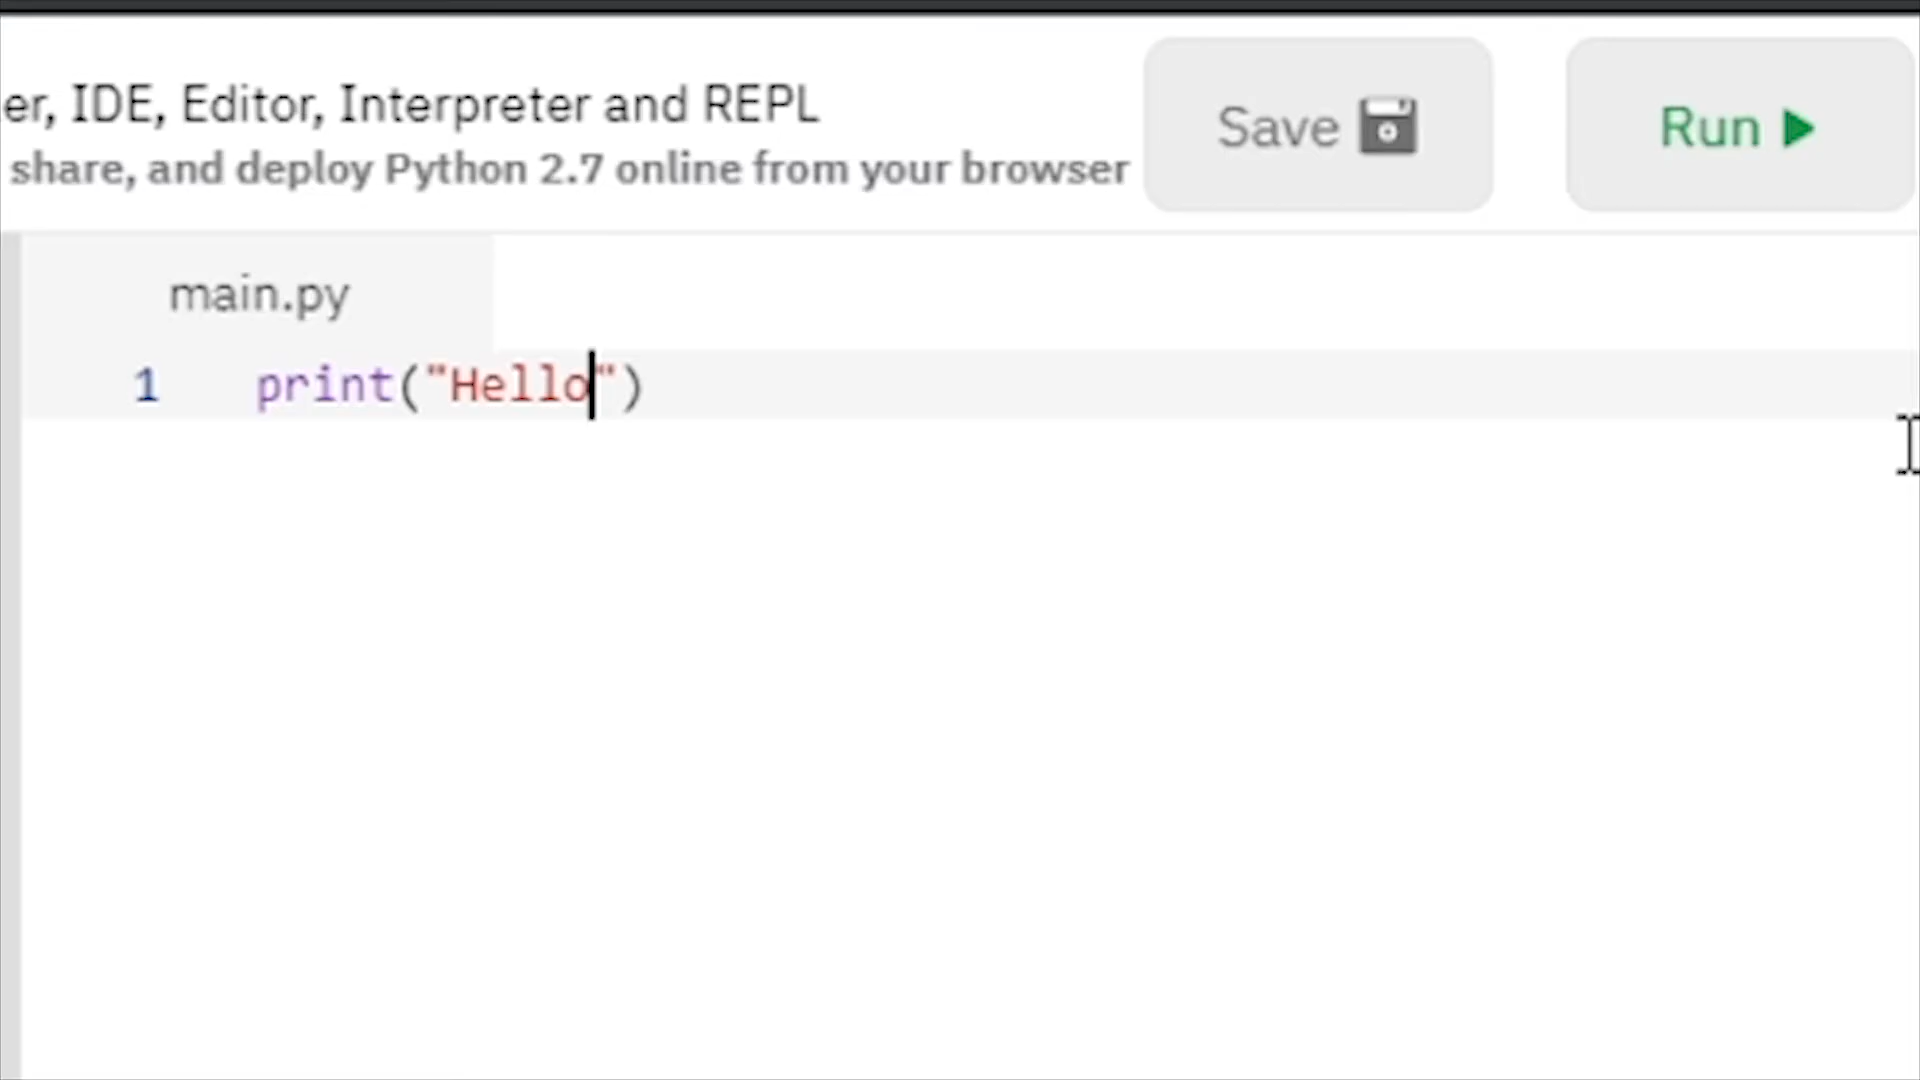 er, IDE, Editor, Interpreter and REPL
share, and deploy Python 2.7 online from your browser
Save
Run
main.py
1 print("Hello")